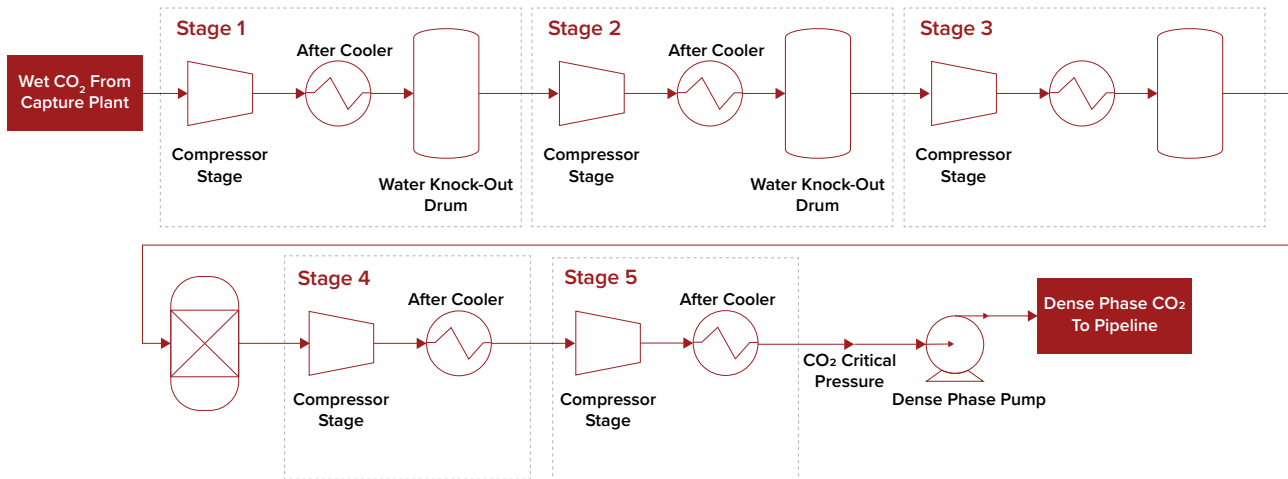 Stage 1
Stage 2
Stage 3
After Cooler
After Cooler
Wet CO₂ From
Capture Plant
Compressor
Stage
Water Knock-Out
Drum
Compressor
Stage
Water Knock-Out
Drum
Compressor
Stage
Stage 4
Stage 5
After Cooler
After Cooler
Compressor
Stage
Compressor
Stage
CO₂ Critical
Pressure
Dense Phase Pump
Dense Phase CO₂
To Pipeline